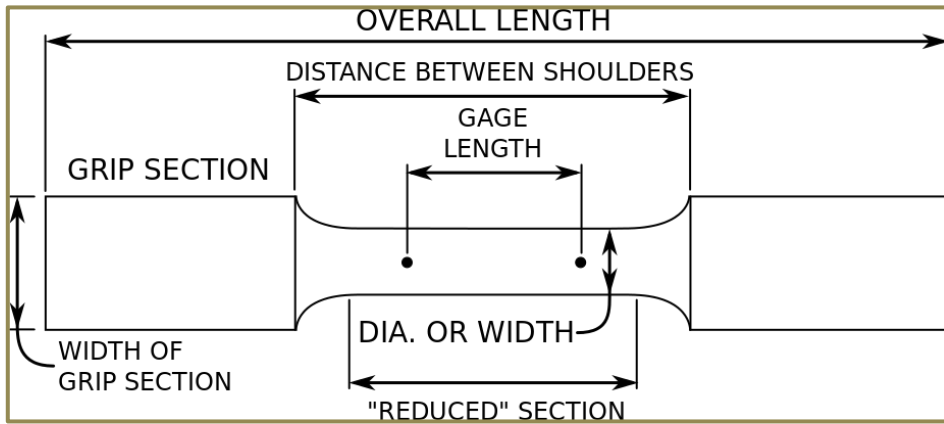 OVERALL LENGTH
DISTANCE BETWEEN SHOULDERS
GAGE
LENGTH
GRIP SECTION
DIA. OR WIDTH
WIDTH OF
GRIP SECTION
"REDUCED" SECTION